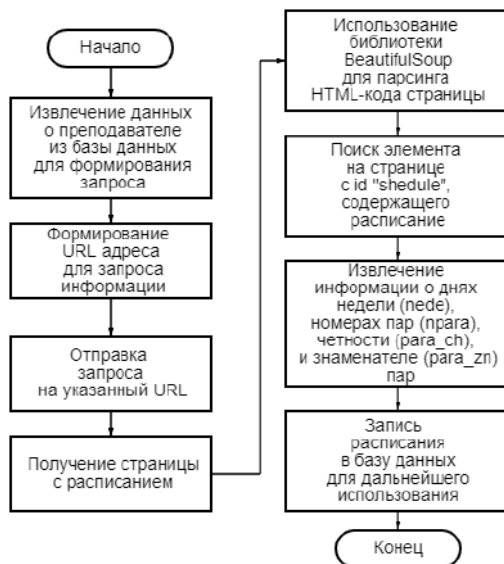 Начало
Извлечение данных
о преподавателе
из базы данных
для формирования
запроса
Формирование
URL адреса
для запроса
информации
Отправка
запроса
на указанный URL
Получение страницы
с расписанием
Использование
библиотеки
BeautifulSoup
для парсинга
HTML-кода страницы
Поиск элемента
на странице
с id "shedule",
содержащего
расписание
Извлечение
информации о днях
недели (nede),
номерах пар (npara),
четности (para_ch),
и знаменателе (para_zn)
пар
Запись
расписания
в базу данных
для дальнейшего
использования
Конец